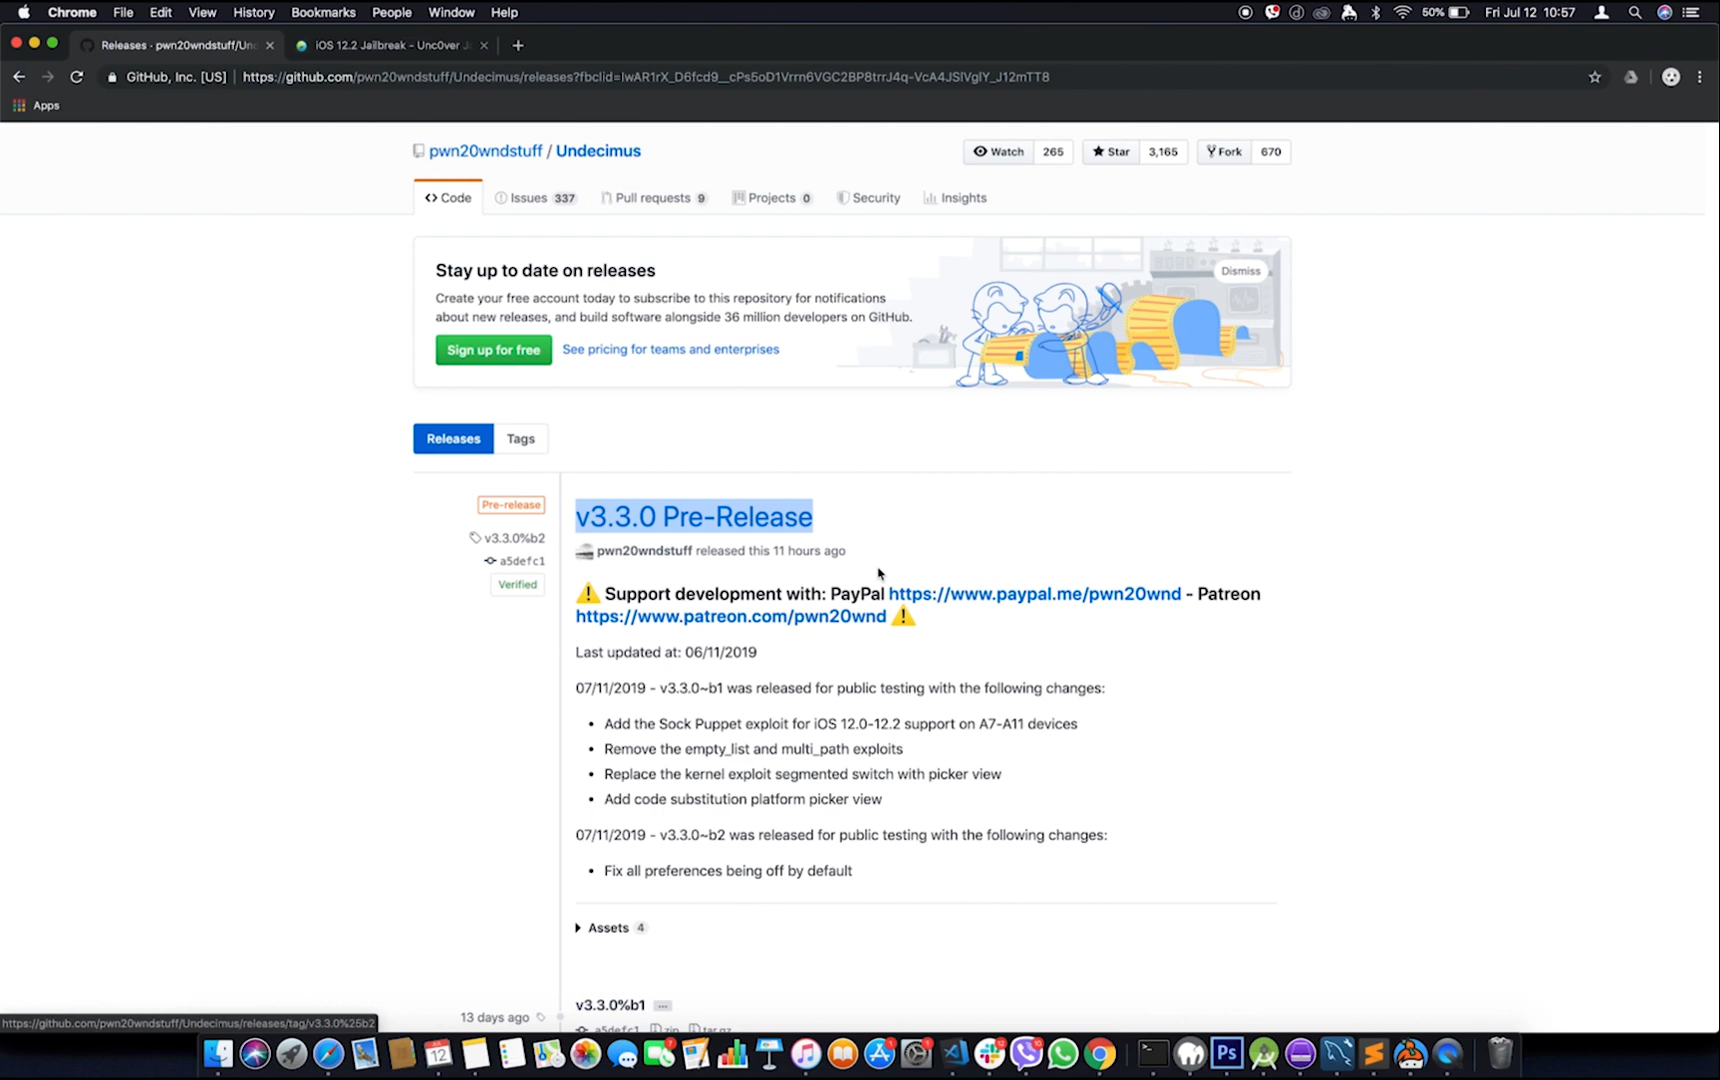 Chrome File Edit View History Bookmarks People Window Help 50% Fri Jul 12 10:57
Releases · pwn20wndstuff/Und iOS 12.2 Jailbreak - Unc0ver J
GitHub, Inc. [US] https://github.com/pwn20wndstuff/Undecimus/releases?fbclid=IwAR1rX_D6fcd9__cPs5oD1Vrrn6VGC2BP8trrJ4q-VcA4JSlVglY_J12mTT8
Apps
pwn20wndstuff / Undecimus Watch 265 Star 3,165 Fork 670
Code Issues 337 Pull requests 9 Projects 0 Security Insights
Stay up to date on releases Dismiss
Create your free account today to subscribe to this repository for notifications
about new releases, and build software alongside 36 million developers on GitHub.
Sign up for free See pricing for teams and enterprises
Releases Tags
Pre-release
v3.3.0%b2
a5defc1
Verified
v3.3.0 Pre-Release
pwn20wndstuff released this 11 hours ago
⚠ Support development with: PayPal https://www.paypal.me/pwn20wnd - Patreon
https://www.patreon.com/pwn20wnd ⚠
Last updated at: 06/11/2019
07/11/2019 - v3.3.0~b1 was released for public testing with the following changes:
• Add the Sock Puppet exploit for iOS 12.0-12.2 support on A7-A11 devices
• Remove the empty_list and multi_path exploits
• Replace the kernel exploit segmented switch with picker view
• Add code substitution platform picker view
07/11/2019 - v3.3.0~b2 was released for public testing with the following changes:
• Fix all preferences being off by default
Assets 4
13 days ago v3.3.0%b1 ...
a5defc1 zip tar.gz
https://github.com/pwn20wndstuff/Undecimus/releases/tag/v3.3.0%25b2
12 Ps